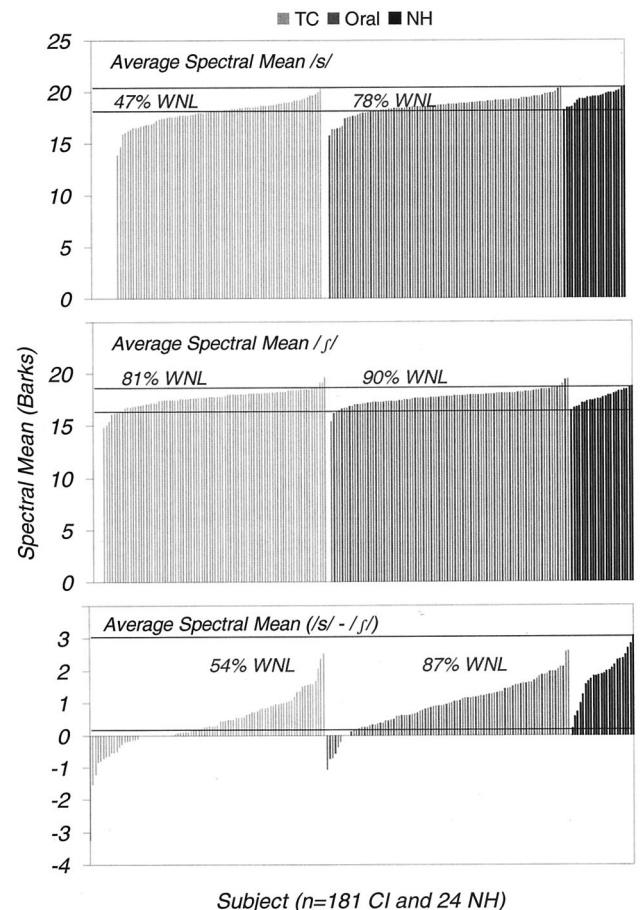 TC Oral NH
Average Spectral Mean /s/
47% WNL 78% WNL
25
20
15
10
5
0
Average Spectral Mean /ʃ/
81% WNL 90% WNL
20
15
10
5
0
Spectral Mean (Barks)
Average Spectral Mean (/s/ - /ʃ/)
54% WNL 87% WNL
3
2
1
0
-1
-2
-3
-4
Subject (n=181 CI and 24 NH)